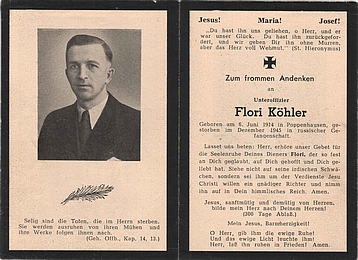 Selig sind die Toten, die im Herrn sterben.
Sie werden ausruhen von ihren Mühen und
ihre Werke folgen ihnen nach.
(Geh. Offb., Kap. 14, 13.)
Jesus! Maria! Josef!
„Du hast ihn uns geliehen, o Herr, und er
war unser Glück. Du hast ihn zurückgefor-
dert, und wir geben Dir ihn ohne Murren,
aber das Herz voll Wehmut.“ (St. Hieronymus)
Zum frommen Andenken
an
Unteroffizier
Flori Köhler
Geboren am 6. Juni 1914 in Poppenhausen, ge-
storben im Dezember 1945 in russischer Ge-
fangenschaft.
Lasset uns beten: Herr, erhöre unser Gebet für
die Seelenruhe Deines Dieners Flori, der so fest
an Dich geglaubt, auf Dich gehofft und Dich ge-
liebt hat. Siehe nicht auf seine irdischen Schwä-
chen, sondern sei ihm um der Verdienste Jesu
Christi willen ein gnädiger Richter und nimm
ihn auf in Dein himmlisches Reich. Amen.
Jesus, sanftmütig und demütig von Herzen,
bilde mein Herz nach Deinem Herzen!
(300 Tage Ablaß.)
Mein Jesus, Barmherzigkeit!
O Herr, gib ihm die ewige Ruhe!
Und das ewige Licht leuchte ihm!
Herr, laß ihn ruhen in Frieden! Amen.